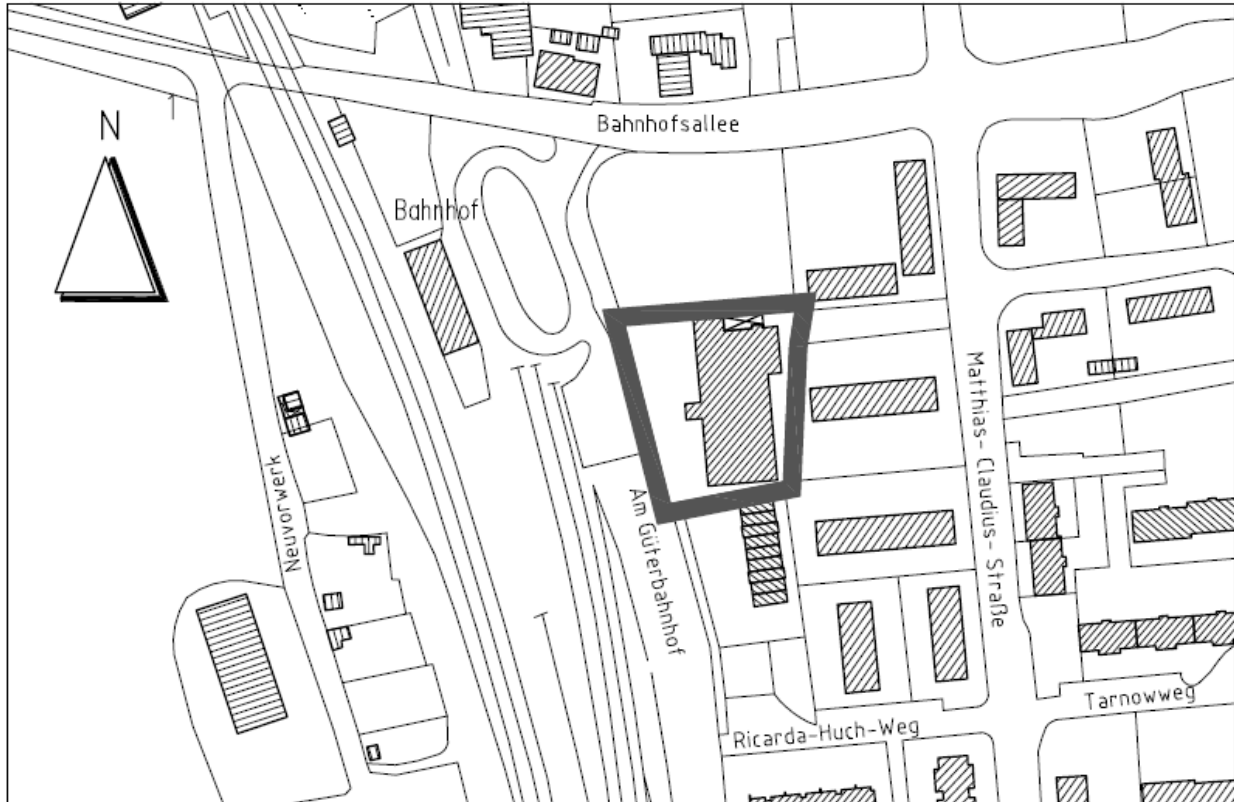 Bahnhofsallee
N
Bahnhof
Matthias-Claudius-Straße
Neuvorwerk
Am Güterbahnhof
Tarnowweg
Ricarda-Huch-Weg